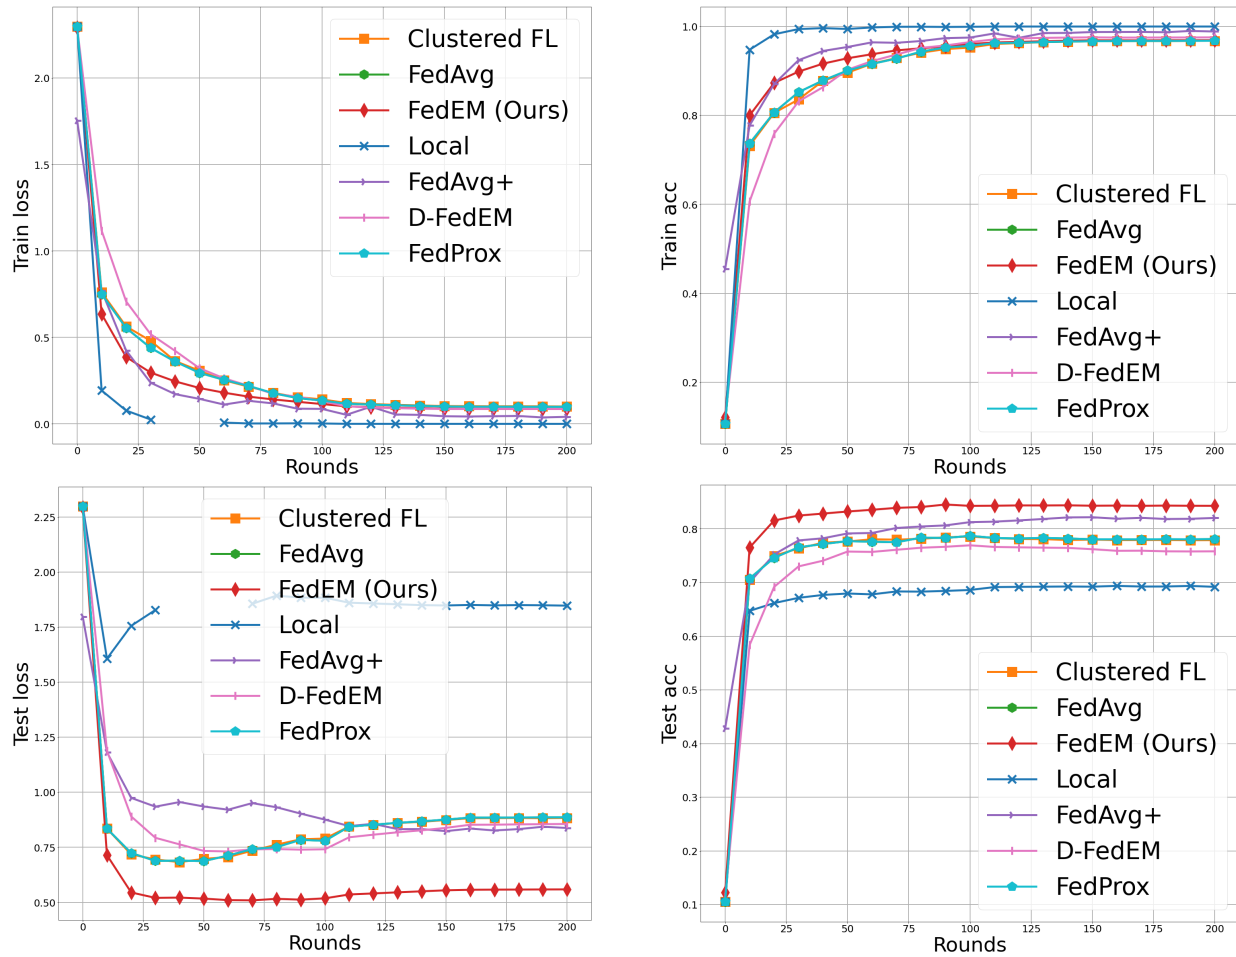 Train loss
2.0
1.5
1.0
0.5
0.0
Clustered FL
FedAvg
FedEM (Ours)
Local
FedAvg+
D-FedEM
FedProx
0 25 50 75 100 125 150 175 200
Rounds
Train acc
1.0
0.8
0.6
0.4
0.2
Clustered FL
FedAvg
FedEM (Ours)
Local
FedAvg+
D-FedEM
FedProx
0 25 50 75 100 125 150 175 200
Rounds
Test loss
2.25
2.00
1.75
1.50
1.25
1.00
0.75
0.50
Clustered FL
FedAvg
FedEM (Ours)
Local
FedAvg+
D-FedEM
FedProx
0 25 50 75 100 125 150 175 200
Rounds
Test acc
0.8
0.7
0.6
0.5
0.4
0.3
0.2
0.1
Clustered FL
FedAvg
FedEM (Ours)
Local
FedAvg+
D-FedEM
FedProx
0 25 50 75 100 125 150 175 200
Rounds